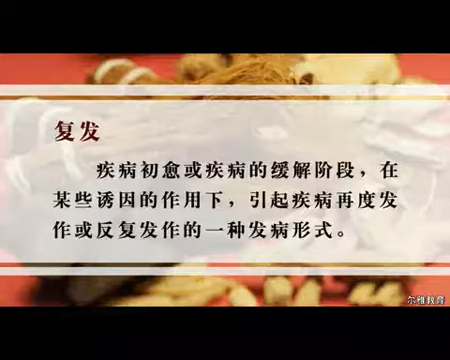 复发
疾病初愈或疾病的缓解阶段，在
某些诱因的作用下，引起疾病再度发
作或反复发作的一种发病形式。
尔雅教育